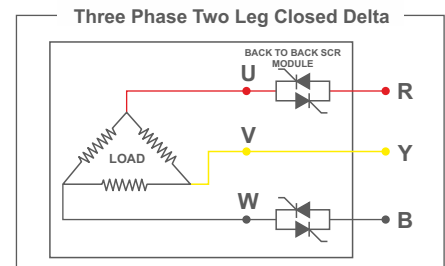 Three Phase Two Leg Closed Delta
BACK TO BACK SCR
MODULE
U
R
LOAD
V
Y
W
B